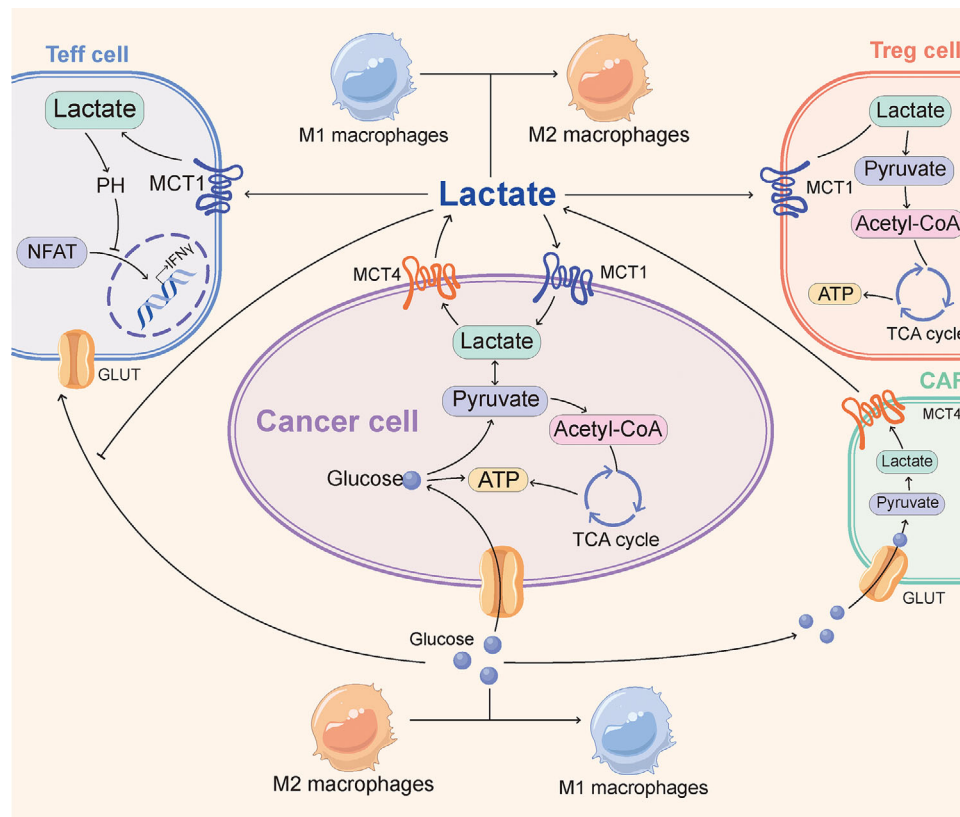 Teff cell
Lactate
PH
MCT1
NFAT
IFNγ
GLUT
M1 macrophages
M2 macrophages
Lactate
MCT4
MCT1
Treg cell
Lactate
MCT1
Pyruvate
Acetyl-CoA
ATP
TCA cycle
Cancer cell
Lactate
Pyruvate
Acetyl-CoA
Glucose
ATP
TCA cycle
CAF
MCT4
Lactate
Pyruvate
GLUT
Glucose
M2 macrophages
M1 macrophages